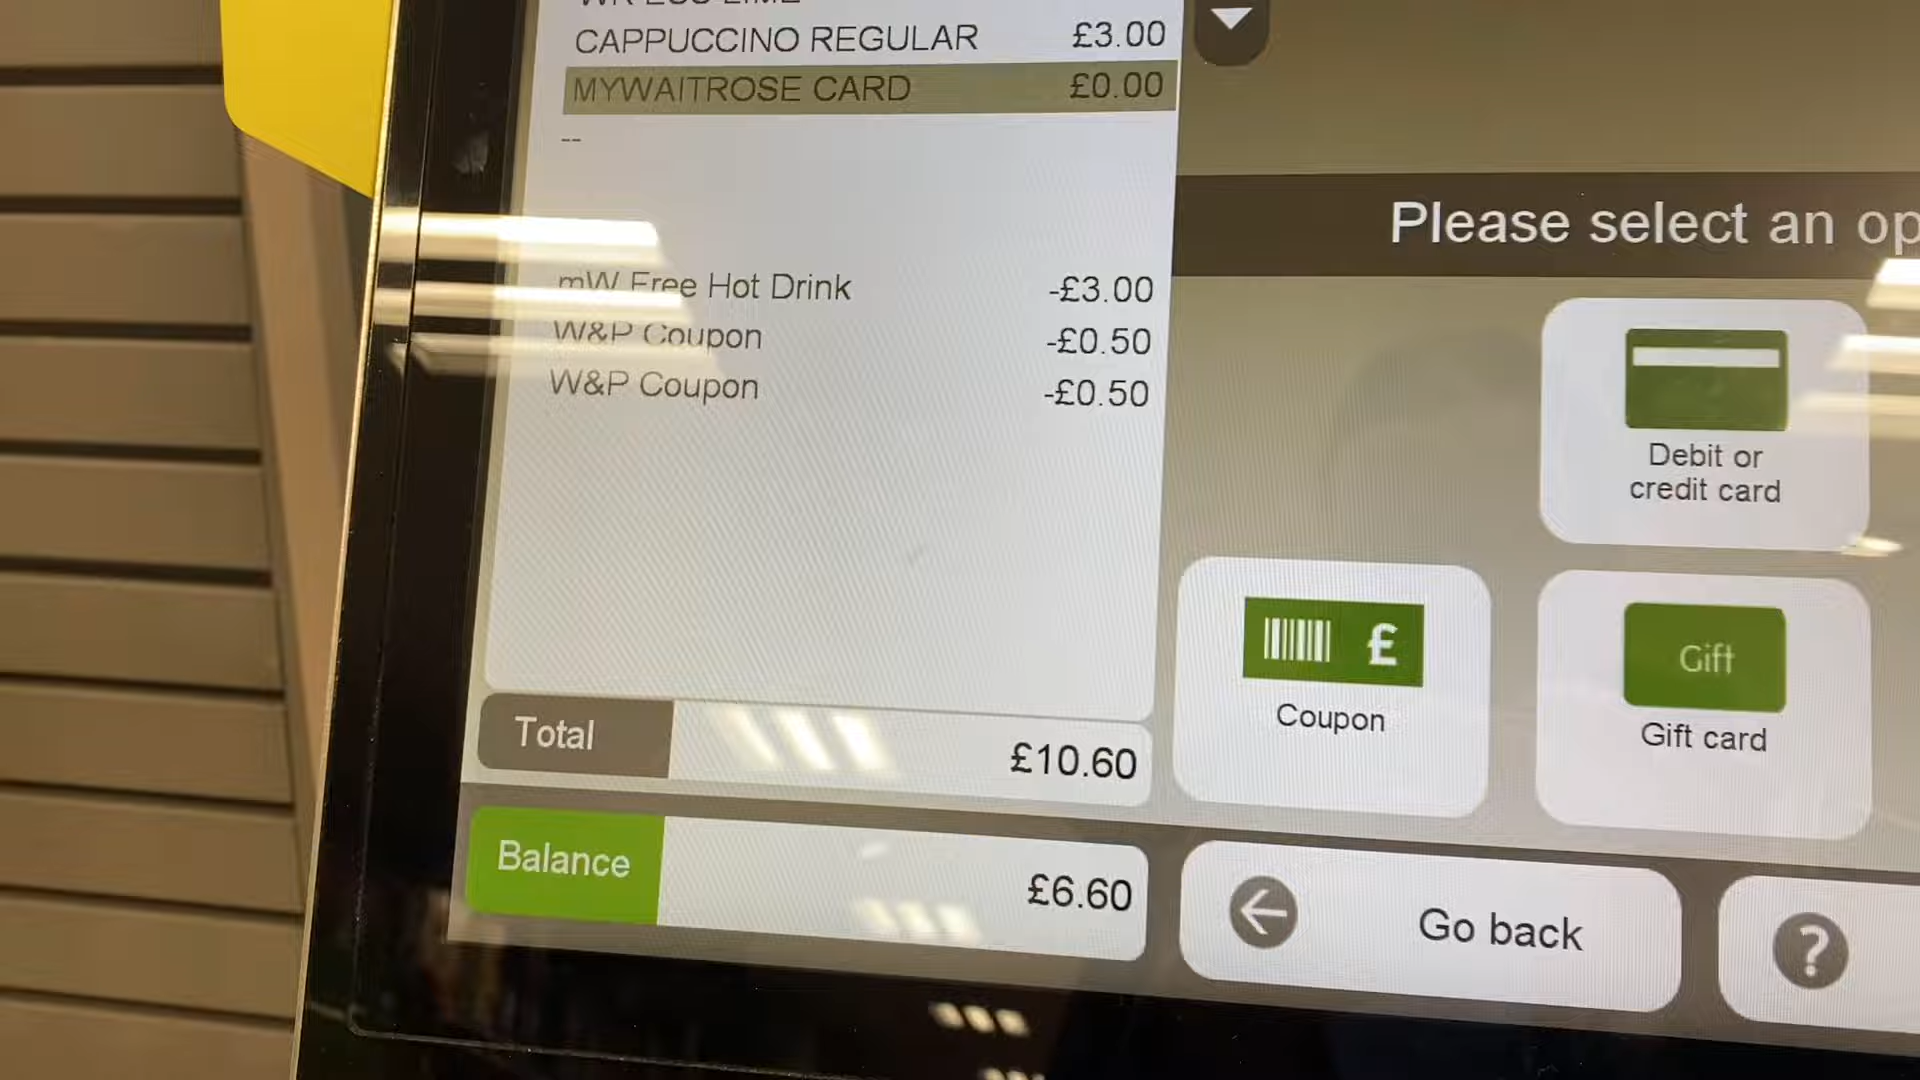 CAPPUCCINO REGULAR £3.00
MYWAITROSE CARD £0.00
--
mW Free Hot Drink -£3.00
W&P Coupon -£0.50
W&P Coupon -£0.50
Total £10.60
Balance £6.60
Please select an op
Debit or
credit card
£
Coupon
Gift
Gift card
Go back
?